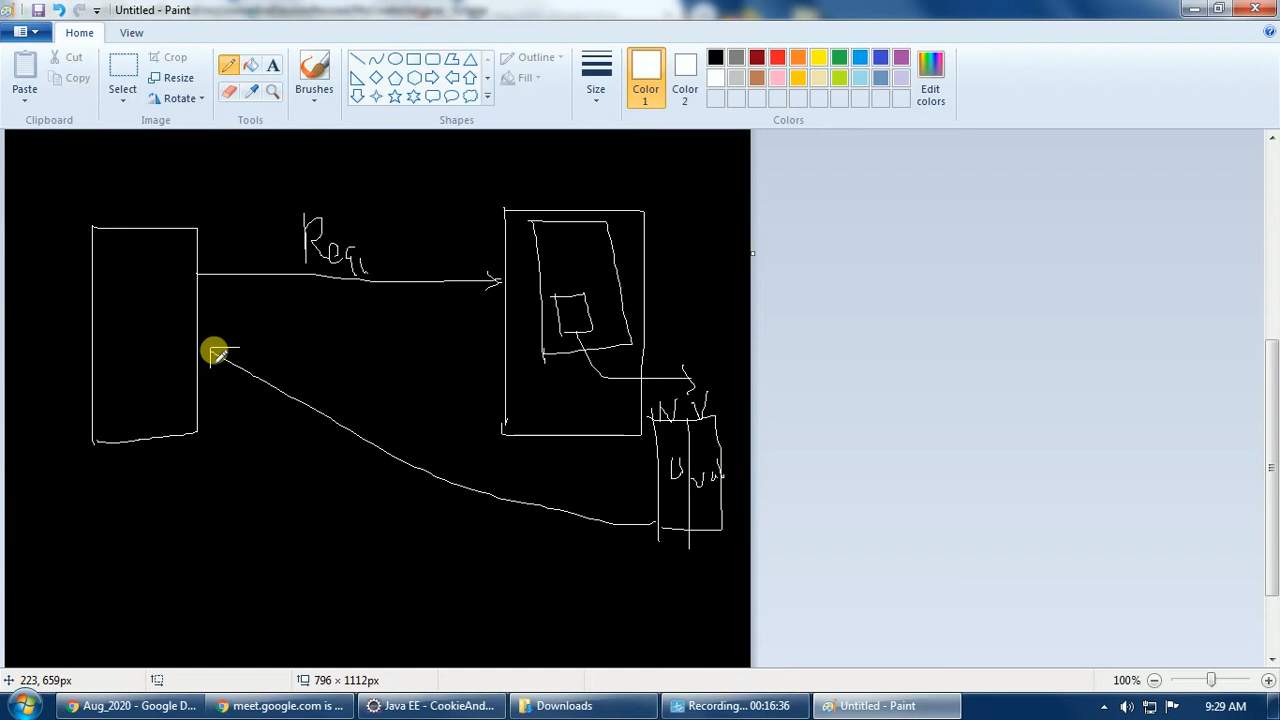 Untitled - Paint
Home
View
Paste
Cut
Copy
Clipboard
Select
Crop
Resize
Rotate
Image
Tools
Brushes
Outline
Fill
Shapes
Size
Color 1
Color 2
Edit colors
Colors
Requ
N V
U val
223, 659px
796 × 1112px
100%
Aug_2020 - Google D...
meet.google.com is ...
Java EE - CookieAnd...
Downloads
Recording... 00:16:36
Untitled - Paint
9:29 AM